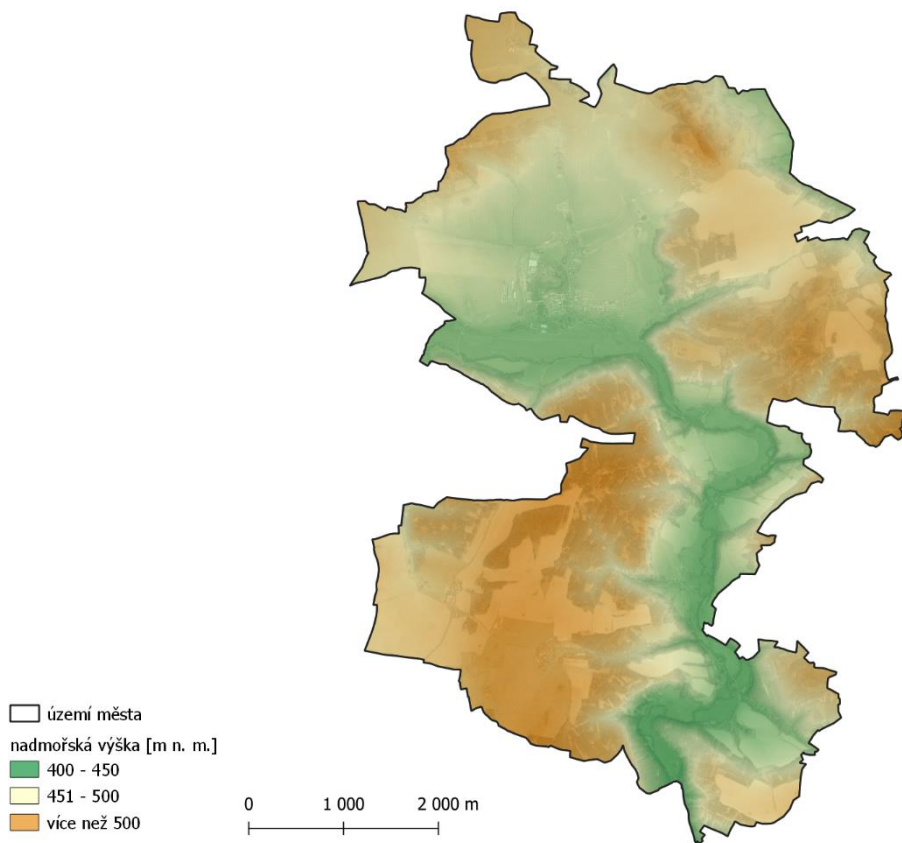 území města
nadmořská výška [m n. m.]
400 - 450
451 - 500
více než 500
0 1 000 2 000 m